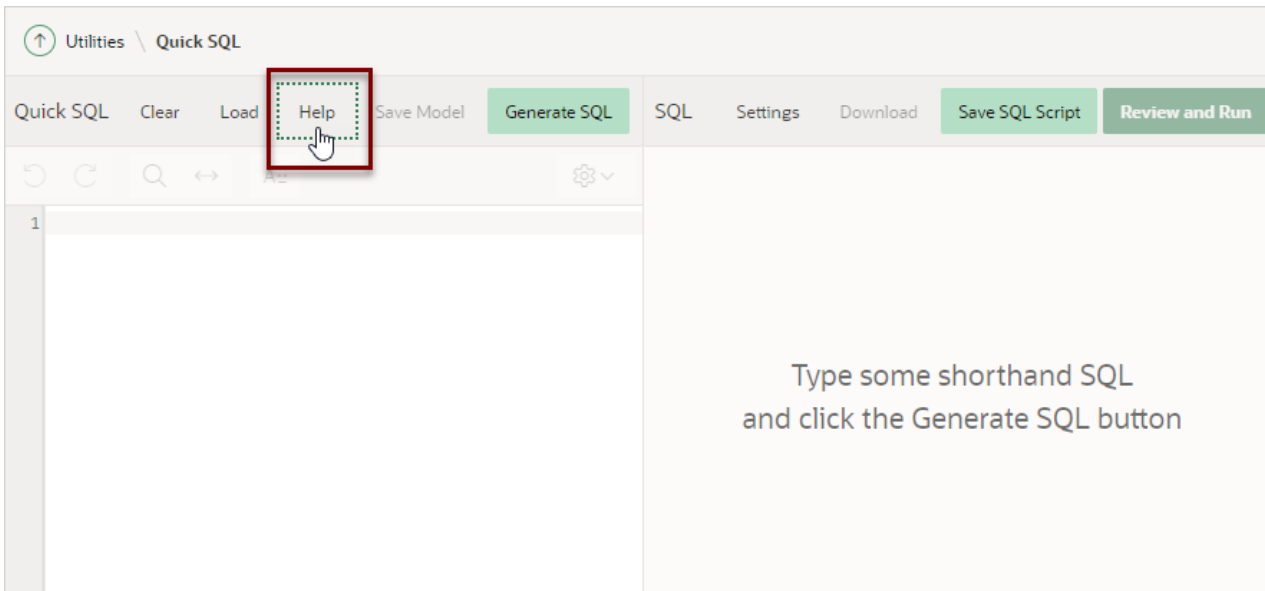 Utilities \ Quick SQL
Quick SQL Clear Load Help Save Model Generate SQL SQL Settings Download Save SQL Script Review and Run
A::
1
Type some shorthand SQL
and click the Generate SQL button